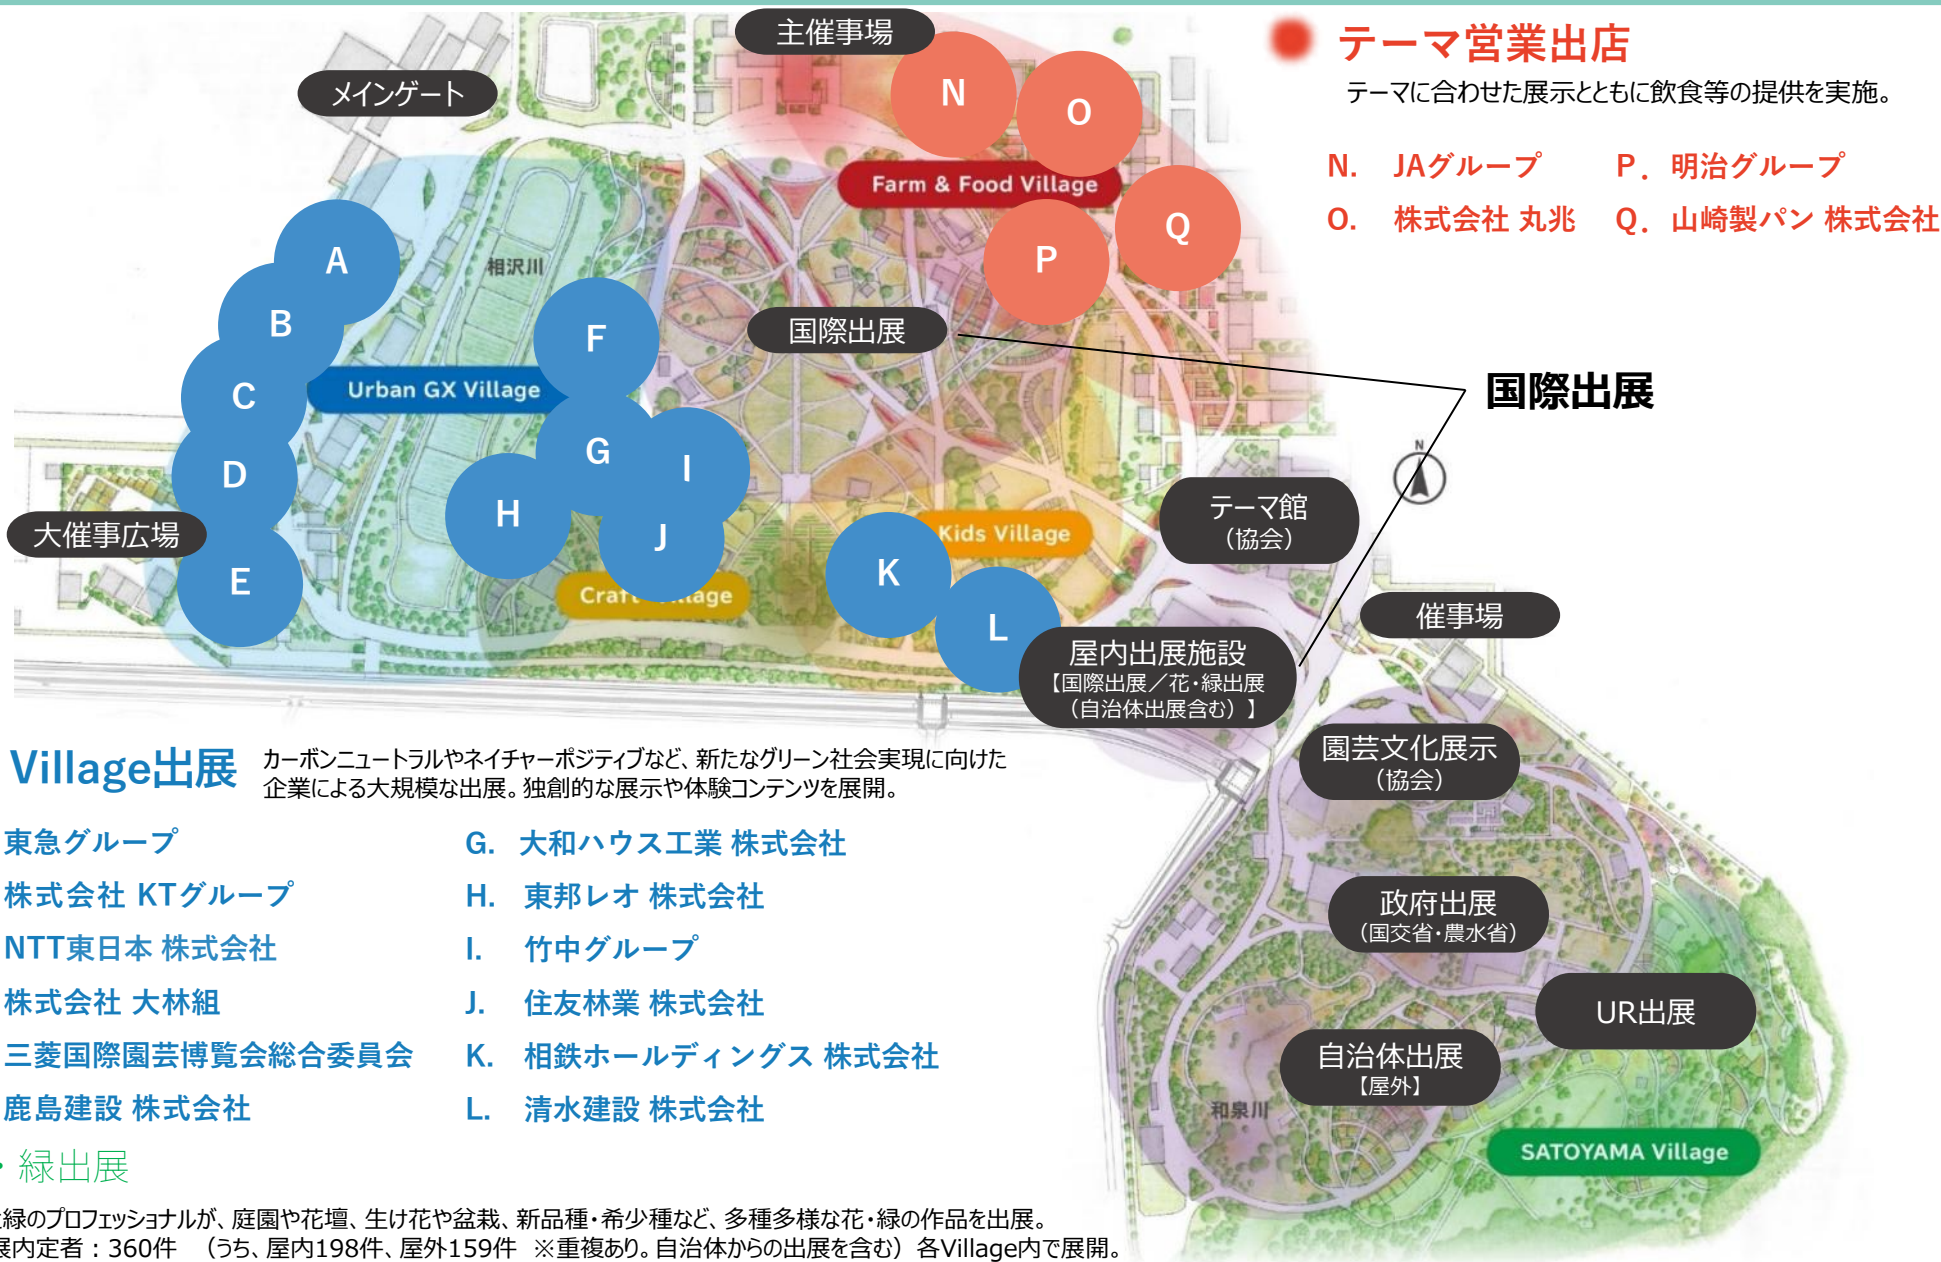 主催事場
メインゲート
テーマ営業出店
テーマに合わせた展示とともに飲食等の提供を実施。
N. JAグループ
P. 明治グループ
O. 株式会社 丸兆
Q. 山崎製パン 株式会社
N
O
P
Q
Farm & Food Village
A
B
C
D
E
F
G
H
I
J
K
L
相沢川
国際出展
Urban GX Village
国際出展
N
大催事広場
テーマ館
（協会）
Kids Village
Craft Village
催事場
屋内出展施設
【国際出展／花・緑出展
（自治体出展含む）】
園芸文化展示
（協会）
政府出展
（国交省・農水省）
UR出展
自治体出展
【屋外】
和泉川
SATOYAMA Village
Village出展
カーボンニュートラルやネイチャーポジティブなど、新たなグリーン社会実現に向けた
企業による大規模な出展。独創的な展示や体験コンテンツを展開。
東急グループ
株式会社 KTグループ
NTT東日本 株式会社
株式会社 大林組
三菱国際園芸博覧会総合委員会
鹿島建設 株式会社
G. 大和ハウス工業 株式会社
H. 東邦レオ 株式会社
I. 竹中グループ
J. 住友林業 株式会社
K. 相鉄ホールディングス 株式会社
L. 清水建設 株式会社
・緑出展
緑のプロフェッショナルが、庭園や花壇、生け花や盆栽、新品種・希少種など、多種多様な花・緑の作品を出展。
展内定者：360件 （うち、屋内198件、屋外159件 ※重複あり。自治体からの出展を含む）各Village内で展開。